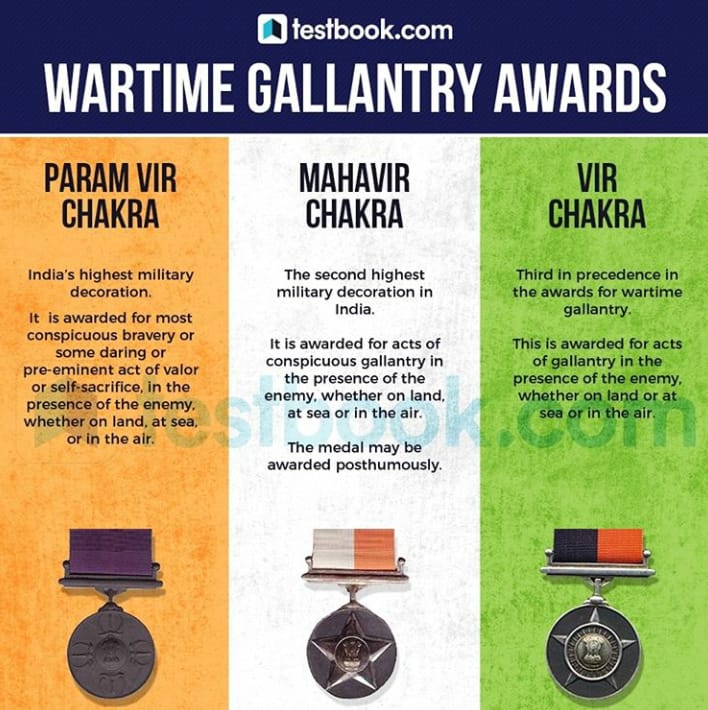 testbook.com
WARTIME GALLANTRY AWARDS
PARAM VIR
CHAKRA
India's highest military
decoration.
It is awarded for most
conspicuous bravery or
some daring or
pre-eminent act of valor
or self-sacrifice, in the
presence of the enemy,
whether on land, at sea,
or in the air.
MAHAVIR
CHAKRA
The second highest
military decoration in
India.
It is awarded for acts of
conspicuous gallantry in
the presence of the
enemy, whether on land,
at sea or in the air.
The medal may be
awarded posthumously.
VIR
CHAKRA
Third in precedence in
the awards for wartime
gallantry.
This is awarded for acts
of gallantry in the
presence of the enemy,
whether on land or at
sea or in the air.
testbook.com